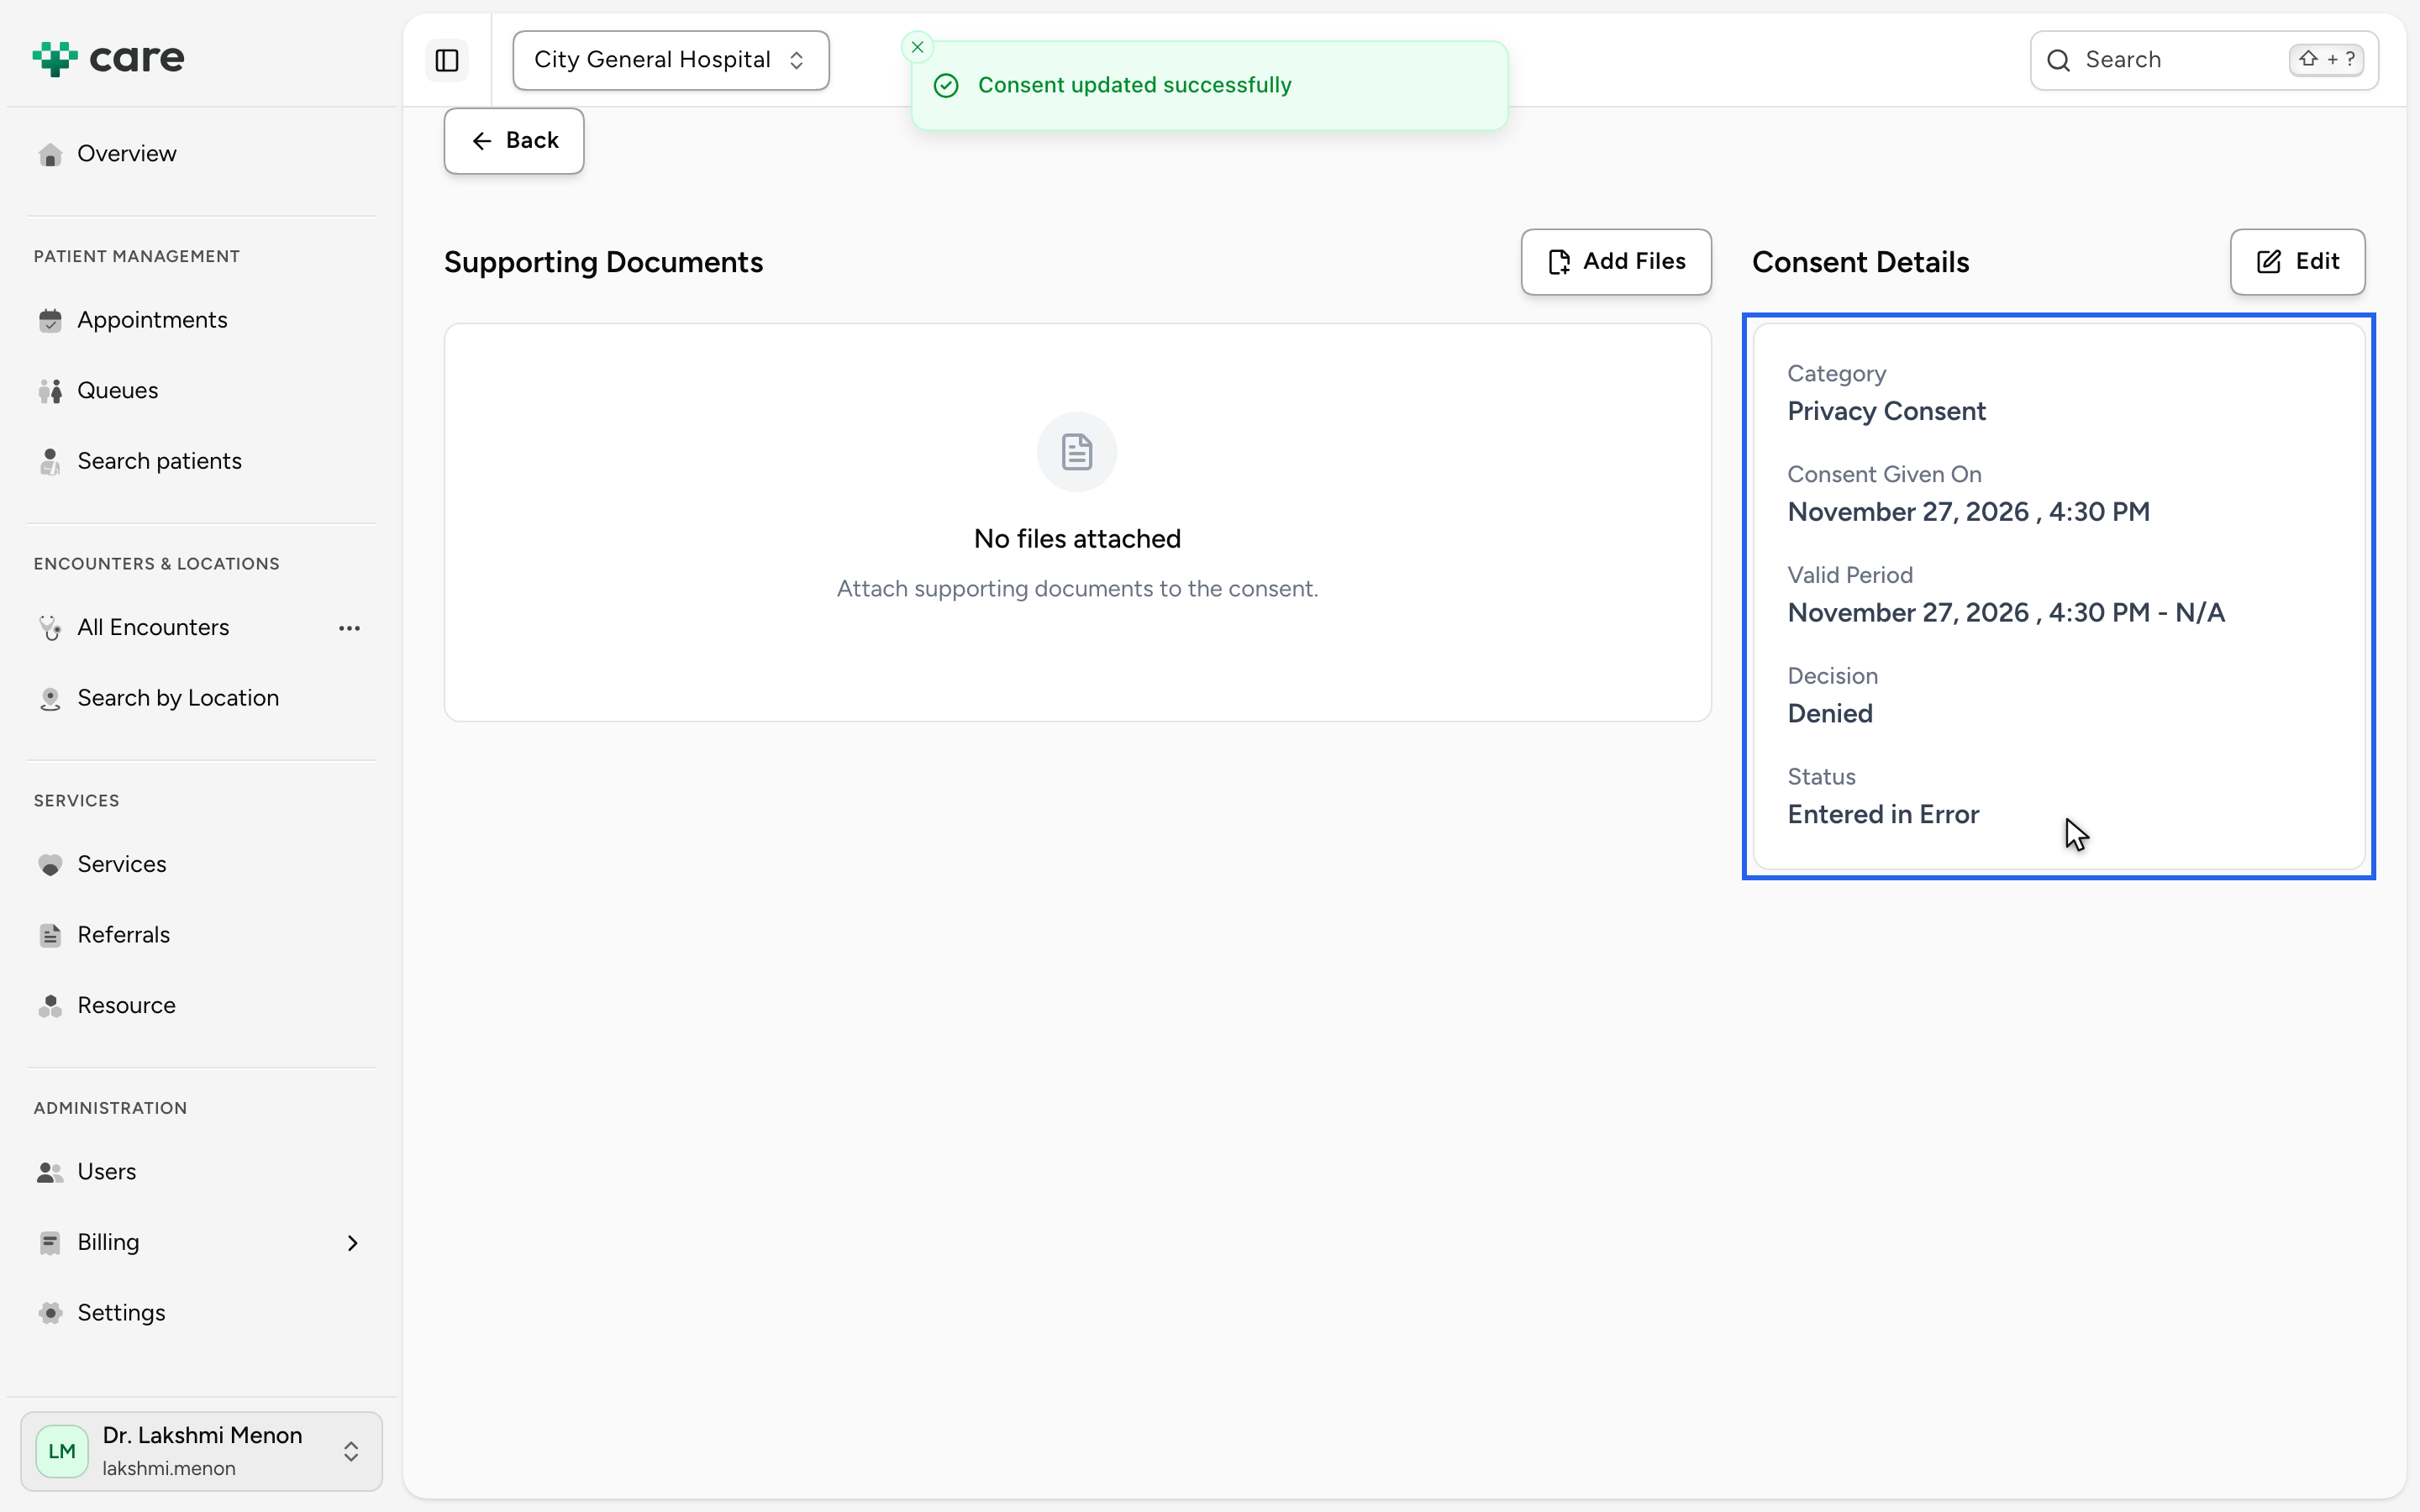 care
City General Hospital
Consent updated successfully
Search
+ ?
Overview
PATIENT MANAGEMENT
Appointments
Queues
Search patients
ENCOUNTERS & LOCATIONS
All Encounters
Search by Location
SERVICES
Services
Referrals
Resource
ADMINISTRATION
Users
Billing
Settings
LM
Dr. Lakshmi Menon
lakshmi.menon
Back
Supporting Documents
Add Files
No files attached
Attach supporting documents to the consent.
Consent Details
Edit
Category
Privacy Consent
Consent Given On
November 27, 2026 , 4:30 PM
Valid Period
November 27, 2026 , 4:30 PM - N/A
Decision
Denied
Status
Entered in Error